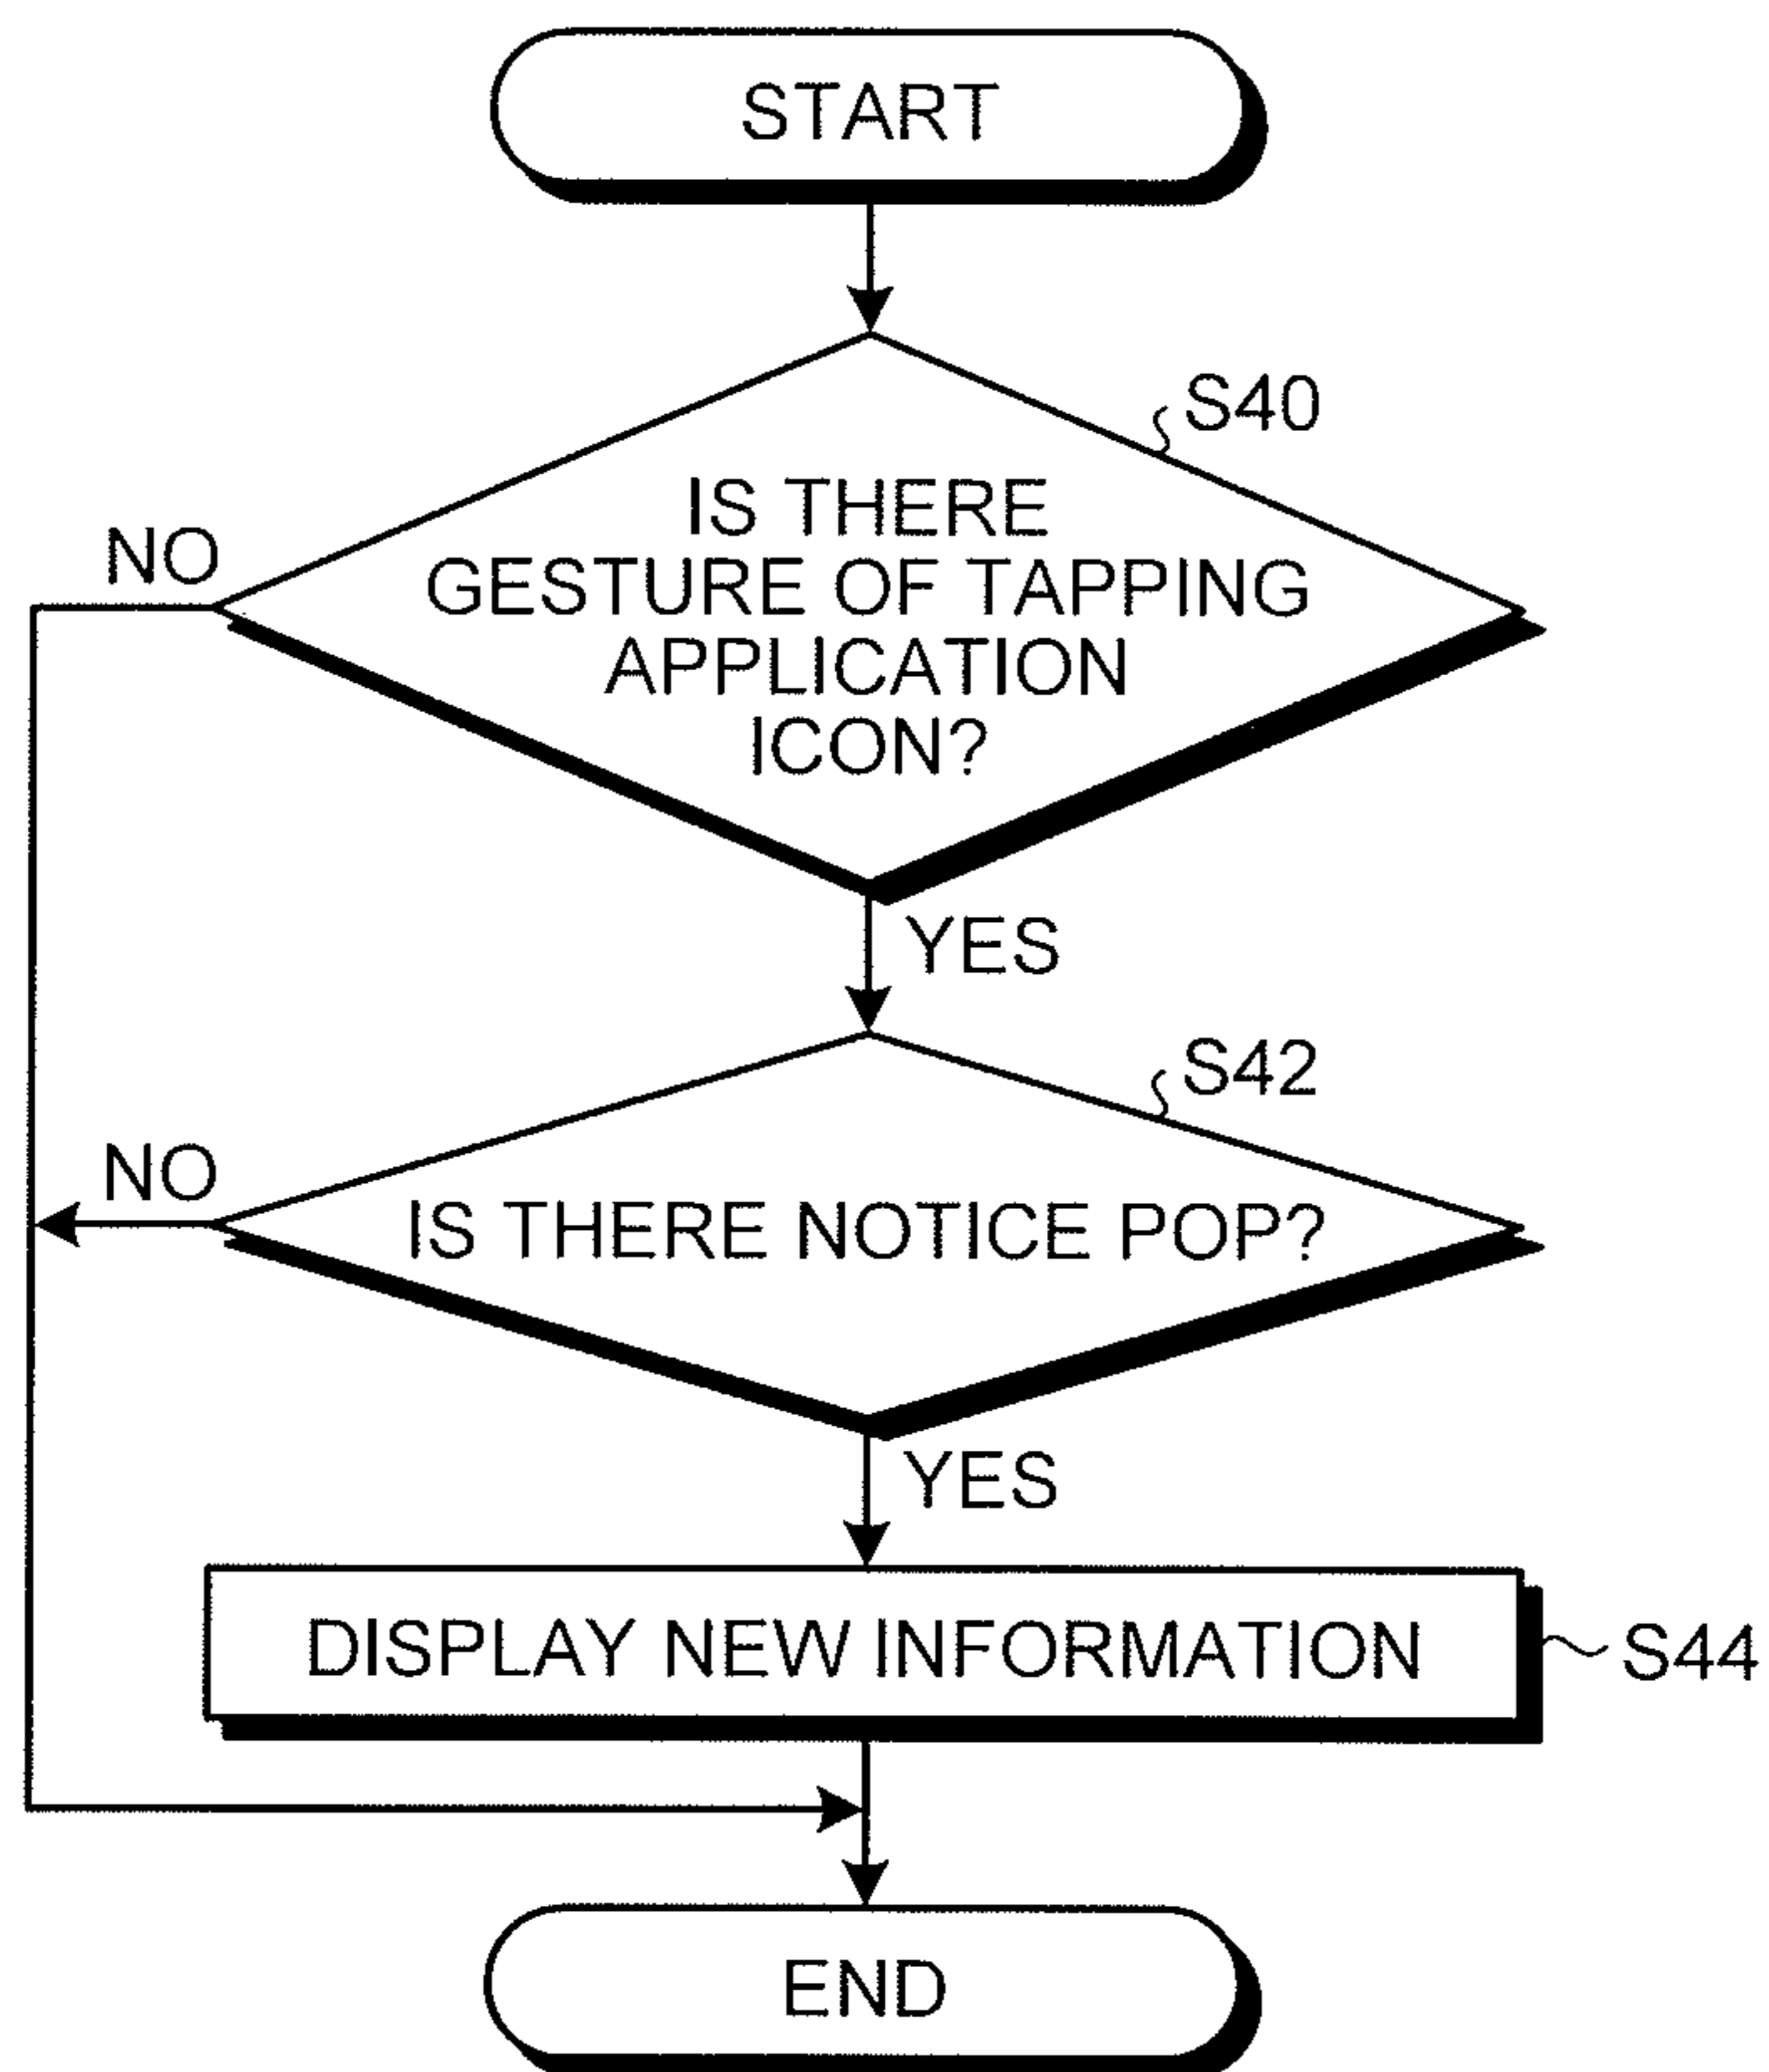 START
S40
IS THERE
NO
GESTURE OF TAPPING
APPLICATION
ICON?
YES
S42
NO
IS THERE NOTICE POP?
YES
DISPLAY NEW INFORMATION
S44
END